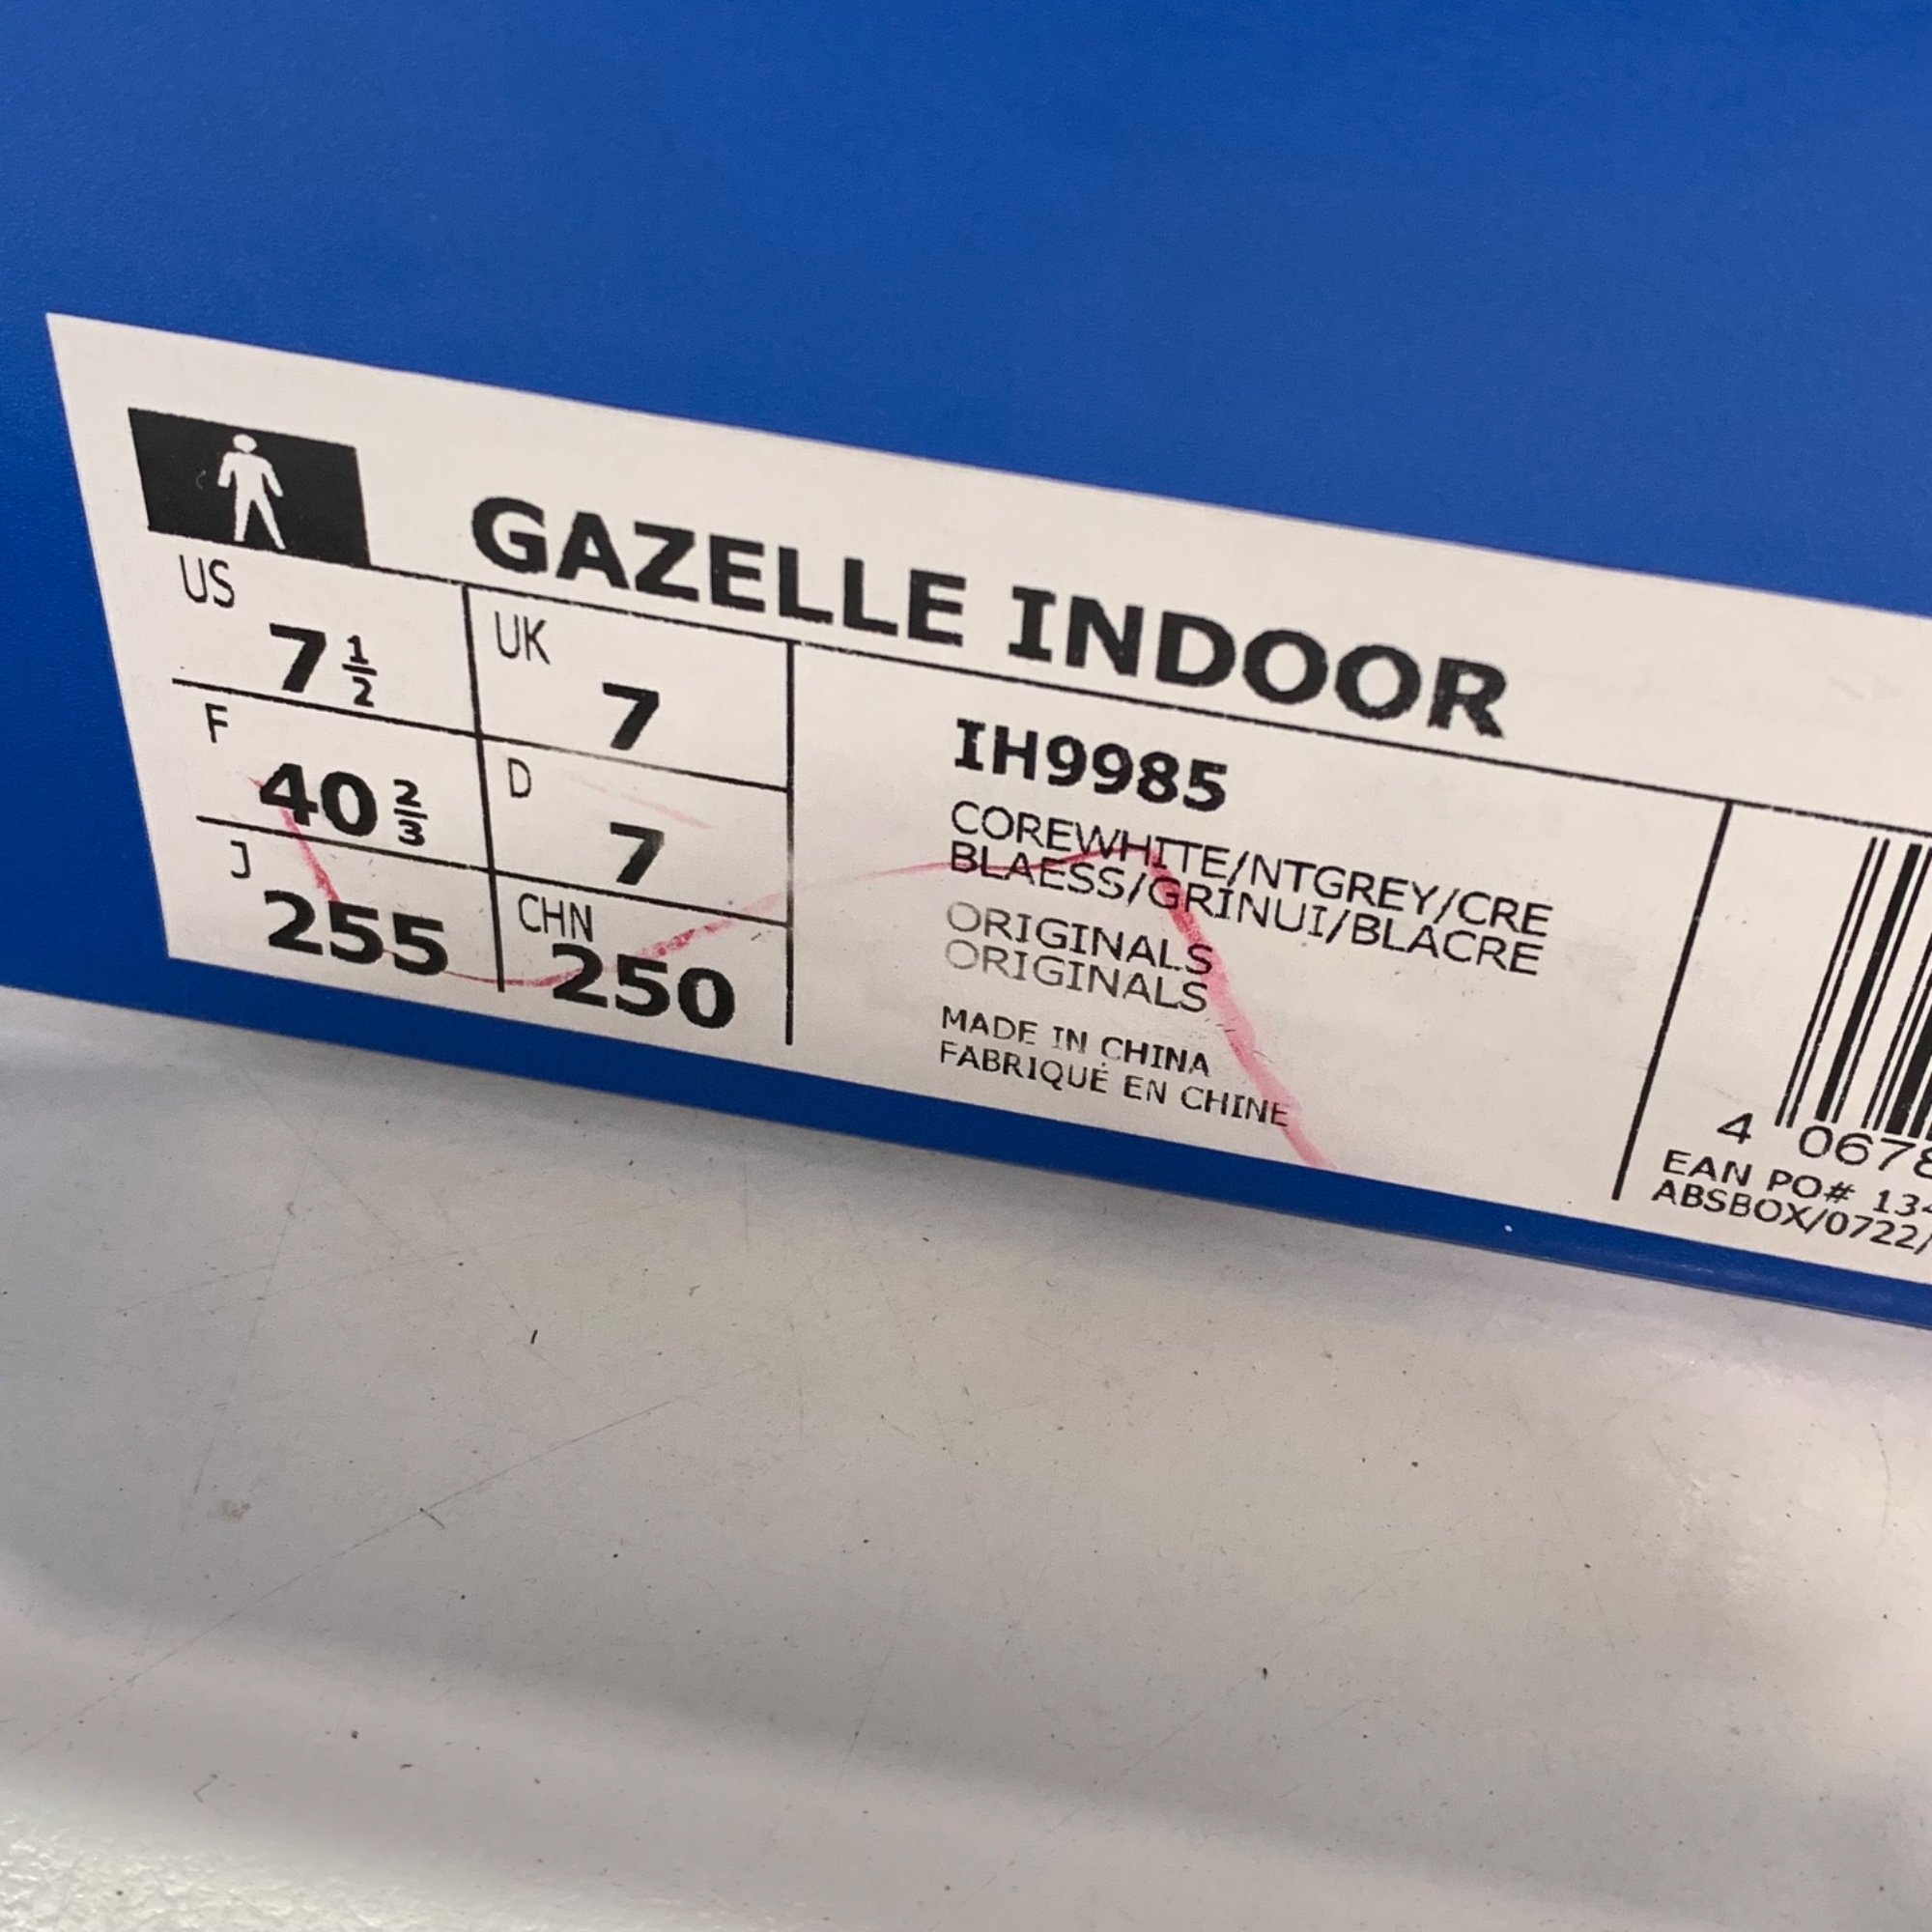 GAZELLE INDOOR
US
7 1/2
UK
7
F
40 2/3
D
7
J
255
CHN
250
IH9985
COREWHITE/NTGREY/CRE
BLAESS/GRINUI/BLACRE
ORIGINALS
ORIGINALS
MADE IN CHINA
FABRIQUÉ EN CHINE
4 0678
EAN PO# 134
ABSBOX/0722/